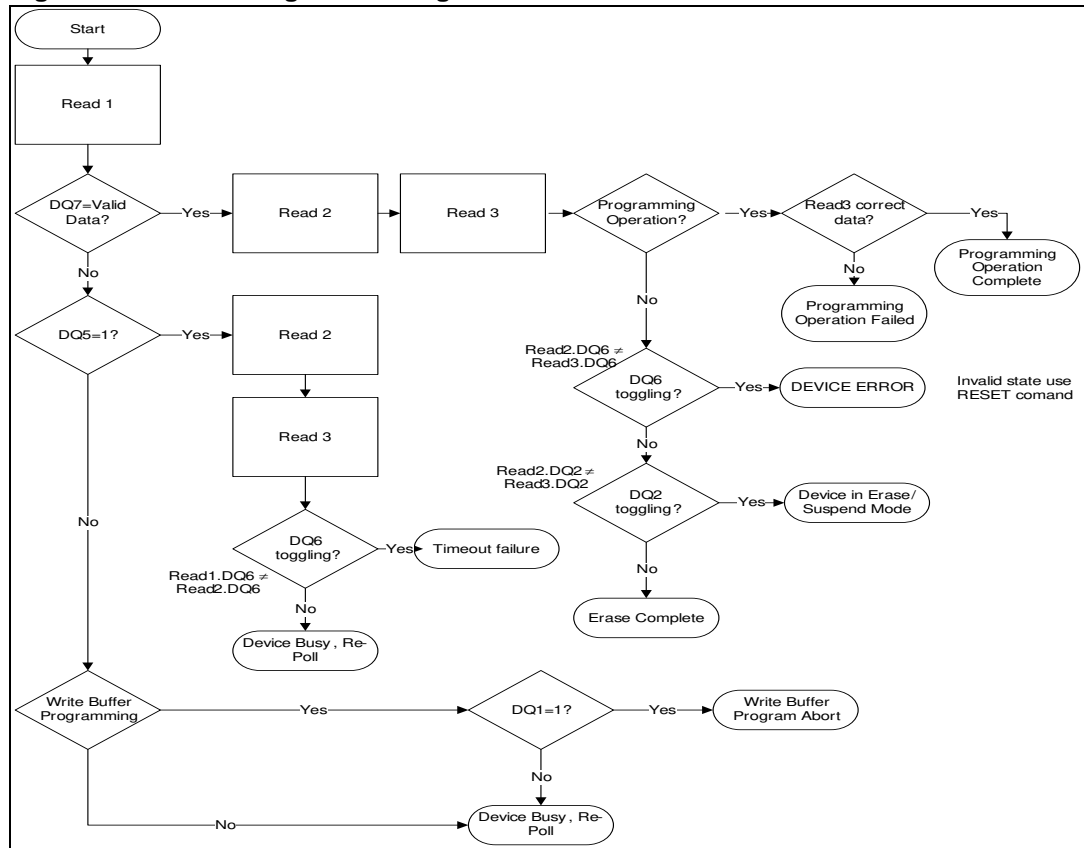 Start
Read 1
DQ7=Valid
Data?
Yes
Read 2
Read 3
Programming
Operation?
Yes
Read3 correct
data?
Yes
Programming
Operation
Complete
No
Programming
Operation Failed
No
DQ5=1?
Yes
Read 2
Read 3
DQ6
toggling?
Read1.DQ6 ≠
Read2.DQ6
Yes
Timeout failure
No
Device Busy , Re-
Poll
No
Read2.DQ6 ≠
Read3.DQ6
DQ6
toggling?
Yes
DEVICE ERROR
Invalid state use
RESET comand
No
Read2.DQ2 ≠
Read3.DQ2
DQ2
toggling?
Yes
Device in Erase/
Suspend Mode
No
Erase Complete
No
Write Buffer
Programming
Yes
DQ1=1?
Yes
Write Buffer
Program Abort
No
No
Device Busy , Re-
Poll